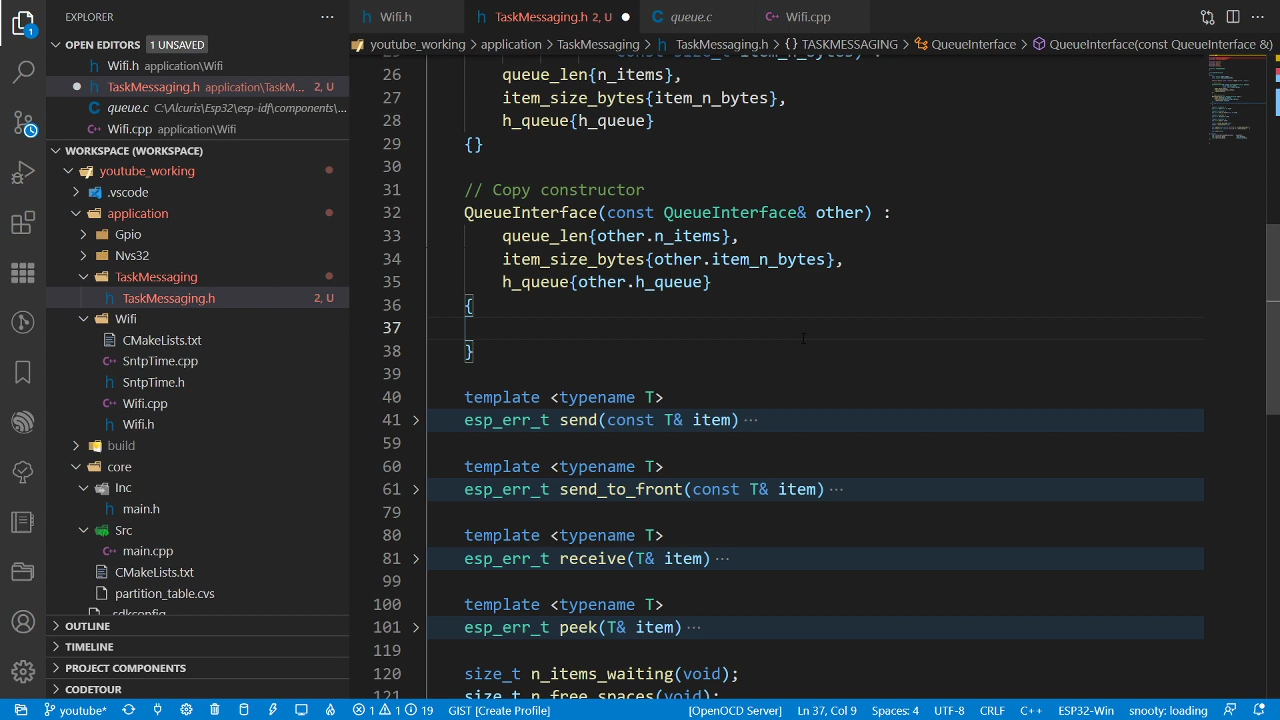 EXPLORER
OPEN EDITORS 1 UNSAVED
Wifi.h application\Wifi
TaskMessaging.h application\TaskM... 2, U
queue.c C:\Alcuris\Esp32\esp-idf\components\...
Wifi.cpp application\Wifi
WORKSPACE (WORKSPACE)
youtube_working
.vscode
application
Gpio
Nvs32
TaskMessaging
TaskMessaging.h 2, U
Wifi
CMakeLists.txt
SntpTime.cpp
SntpTime.h
Wifi.cpp
Wifi.h
build
core
Inc
main.h
Src
main.cpp
CMakeLists.txt
partition_table.cvs
sdkconfig
OUTLINE
TIMELINE
PROJECT COMPONENTS
CODETOUR
Wifi.h TaskMessaging.h 2, U queue.c Wifi.cpp
youtube_working > application > TaskMessaging > TaskMessaging.h > {} TASKMESSAGING > QueueInterface > QueueInterface(const QueueInterface &)
25 const size_t item_n_bytes) :
26 queue_len{n_items},
27 item_size_bytes{item_n_bytes},
28 h_queue{h_queue}
29 {}
30
31 // Copy constructor
32 QueueInterface(const QueueInterface& other) :
33 queue_len{other.n_items},
34 item_size_bytes{other.item_n_bytes},
35 h_queue{other.h_queue}
36 {
37
38 }
39
40 template <typename T>
41 esp_err_t send(const T& item) ...
59
60 template <typename T>
61 esp_err_t send_to_front(const T& item) ...
79
80 template <typename T>
81 esp_err_t receive(T& item) ...
99
100 template <typename T>
101 esp_err_t peek(T& item) ...
119
120 size_t n_items_waiting(void);
121 size_t n_free_spaces(void);
youtube* 1 1 19 GIST [Create Profile] [OpenOCD Server] Ln 37, Col 9 Spaces: 4 UTF-8 CRLF C++ ESP32-Win snooty: loading